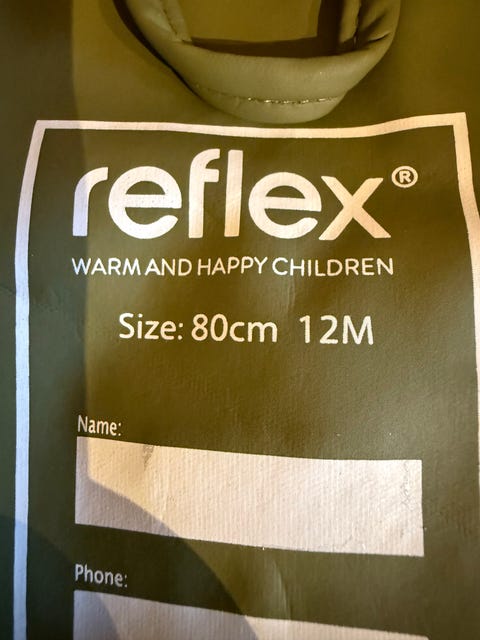 reflex®
WARM AND HAPPY CHILDREN
Size: 80cm 12M
Name:
Phone: